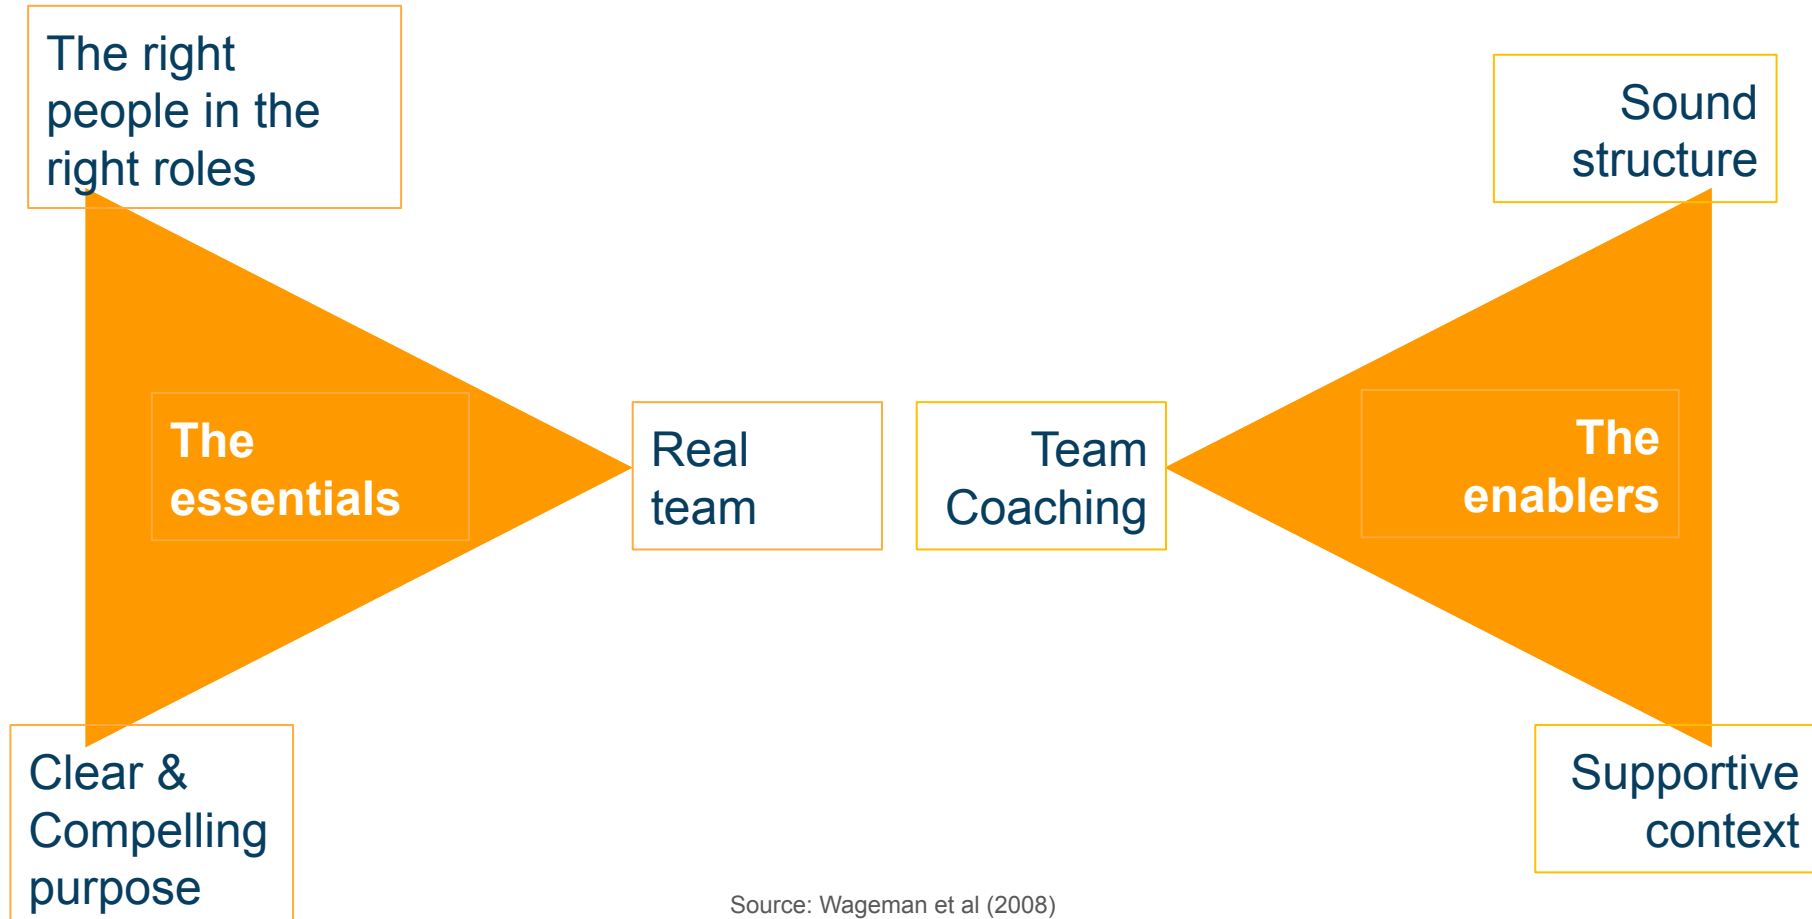 The right
people in the
right roles
Sound
structure
The
essentials
Real
team
Team
Coaching
The
enablers
Clear &
Compelling
purpose
Supportive
context
Source: Wageman et al (2008)